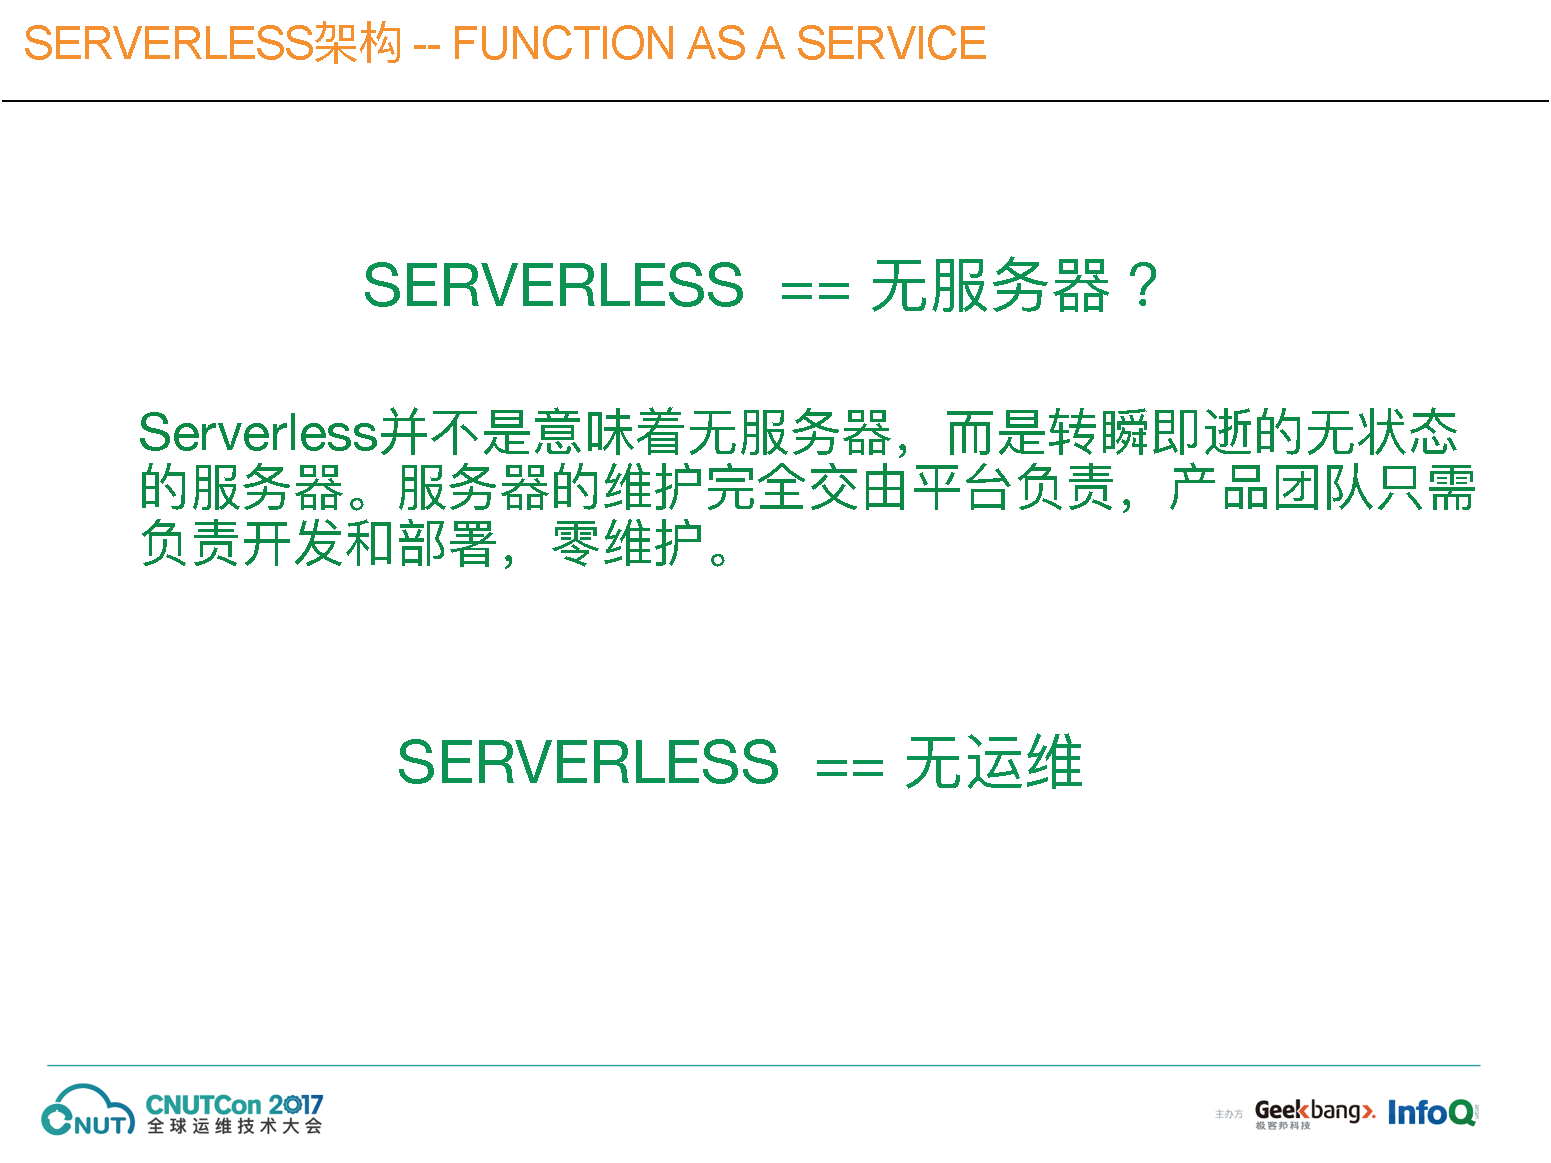 SERVERLESS架构 -- FUNCTION AS A SERVICE
SERVERLESS == 无服务器？
Serverless并不是意味着无服务器，而是转瞬即逝的无状态
的服务器。服务器的维护完全交由平台负责，产品团队只需
负责开发和部署，零维护。
SERVERLESS == 无运维
CNUT CNUTCon 2017
全球运维技术大会
主办方 Geekbang>. InfoQ
极客邦科技